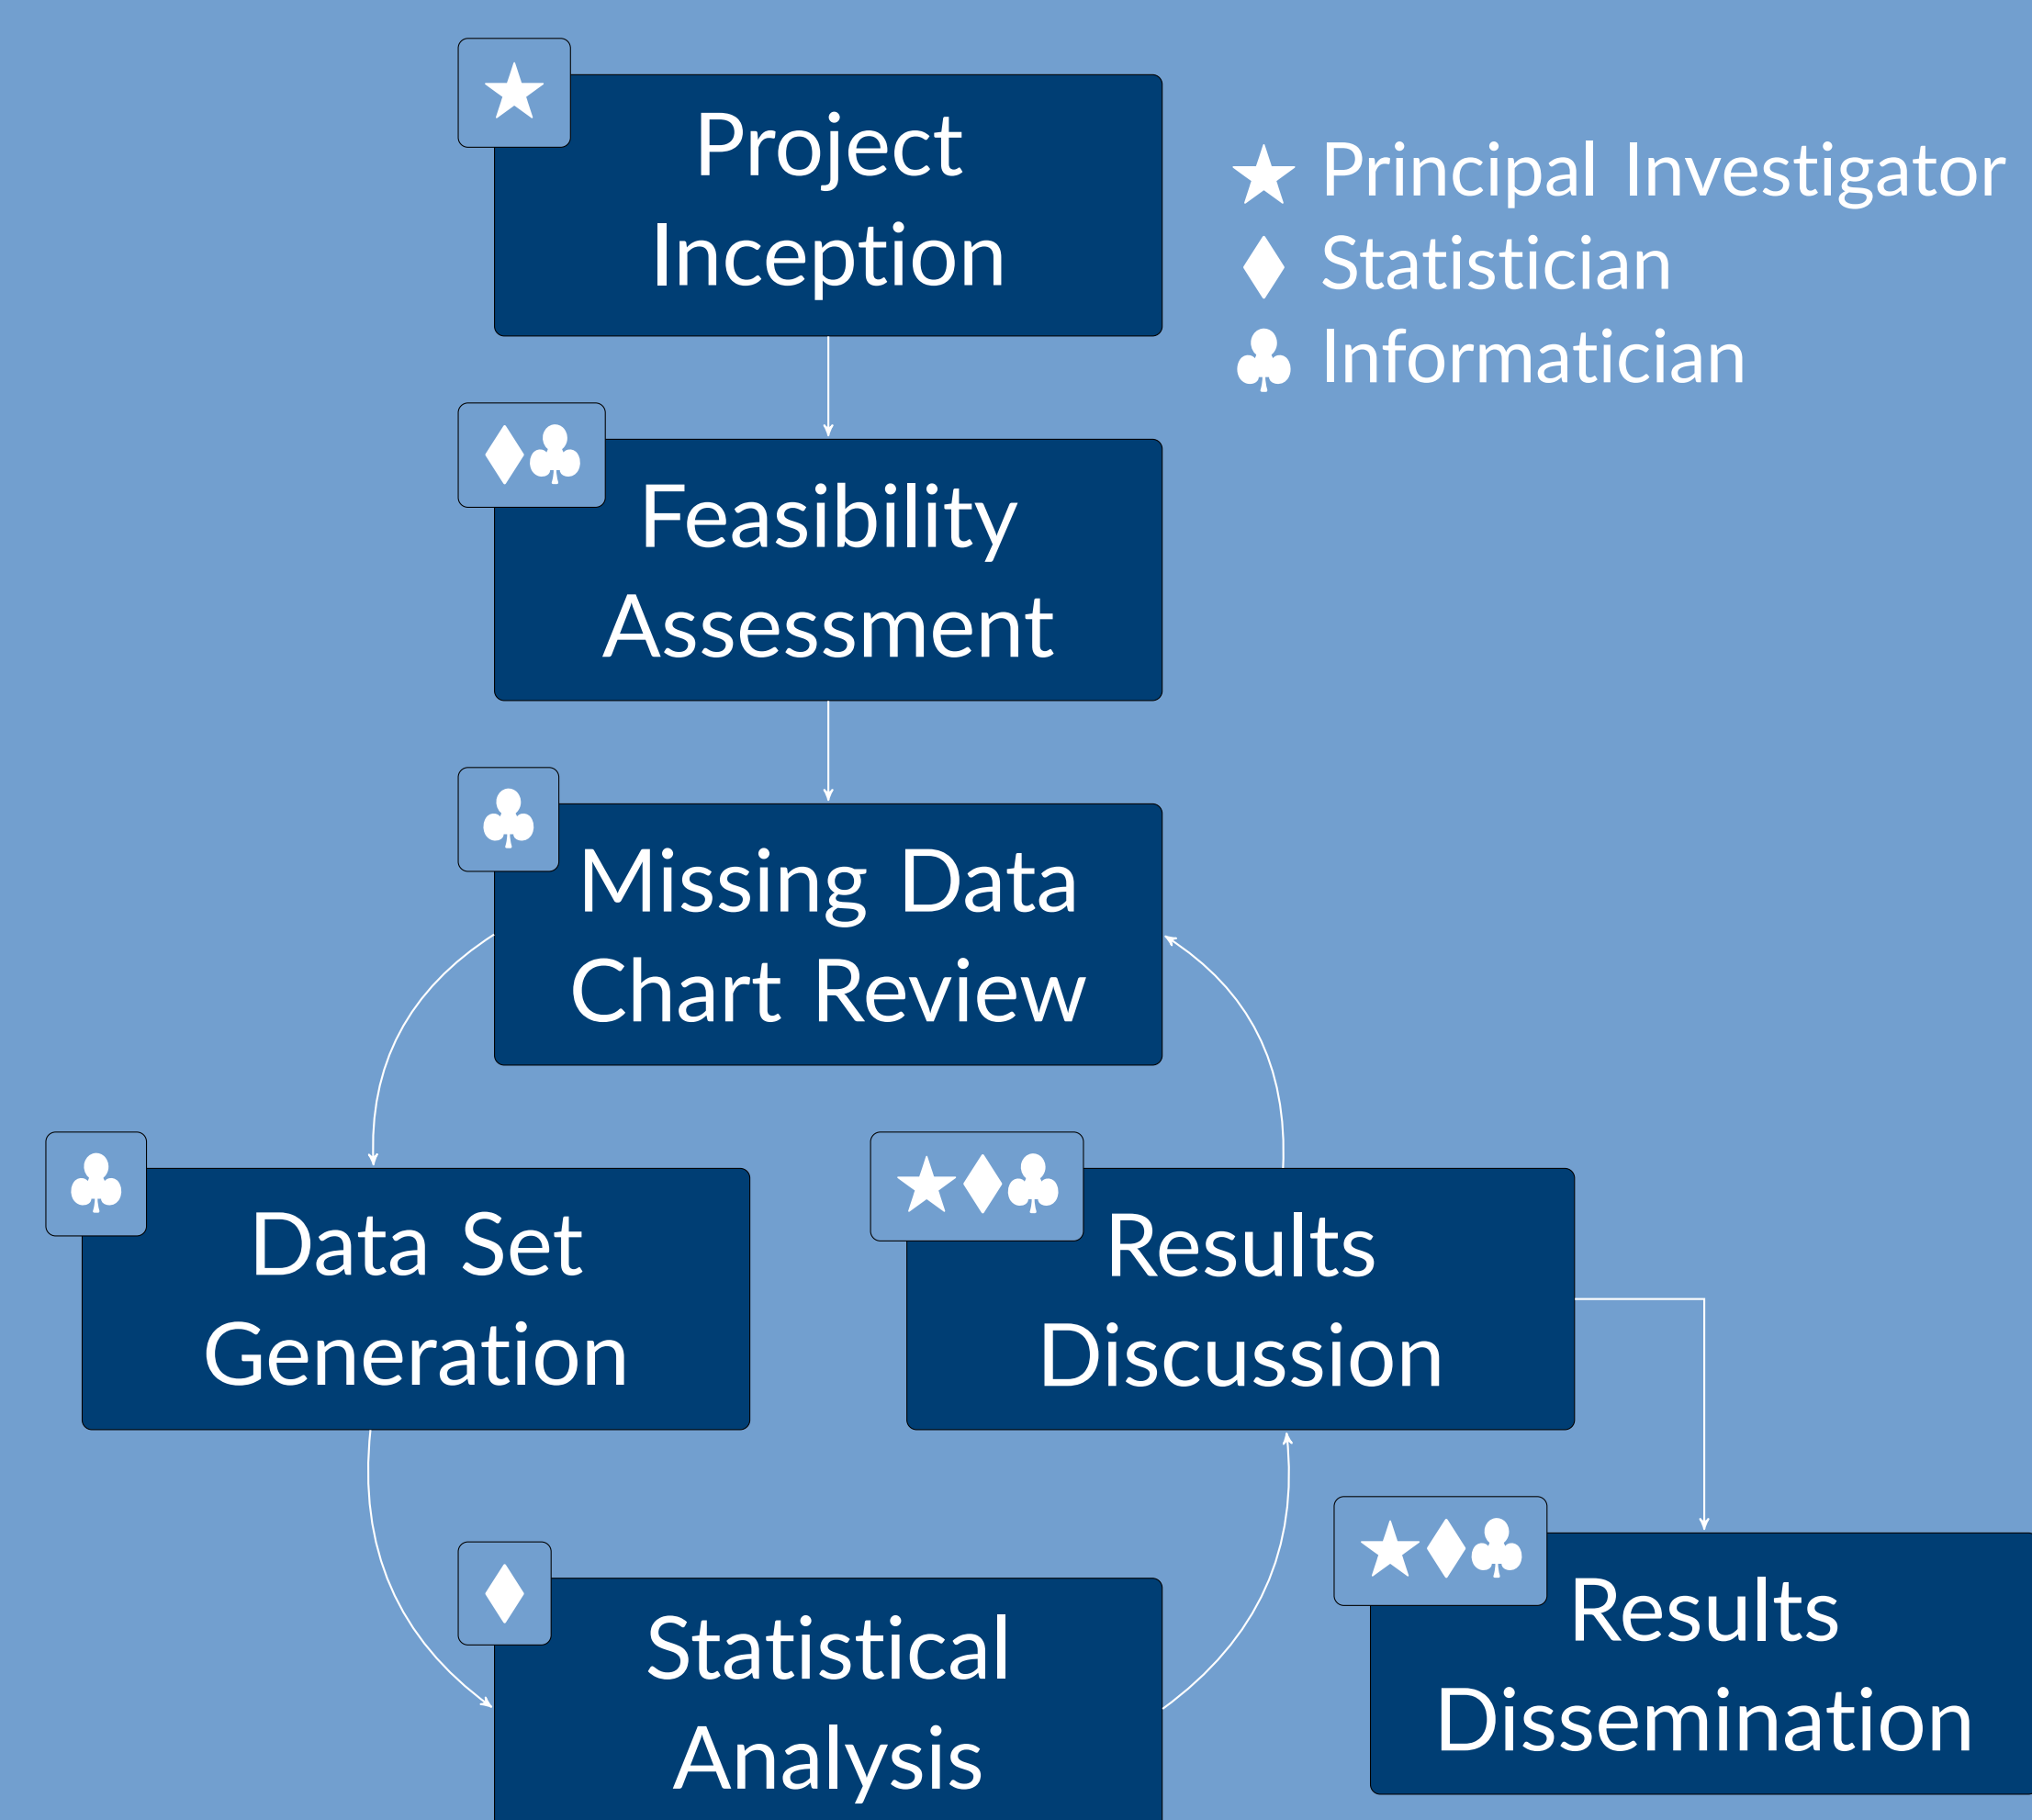 Project
Inception
Principal Investigator
Statistician
Informatician
Feasibility
Assessment
Missing Data
Chart Review
Data Set
Generation
Results
Discussion
Statistical
Analysis
Results
Dissemination